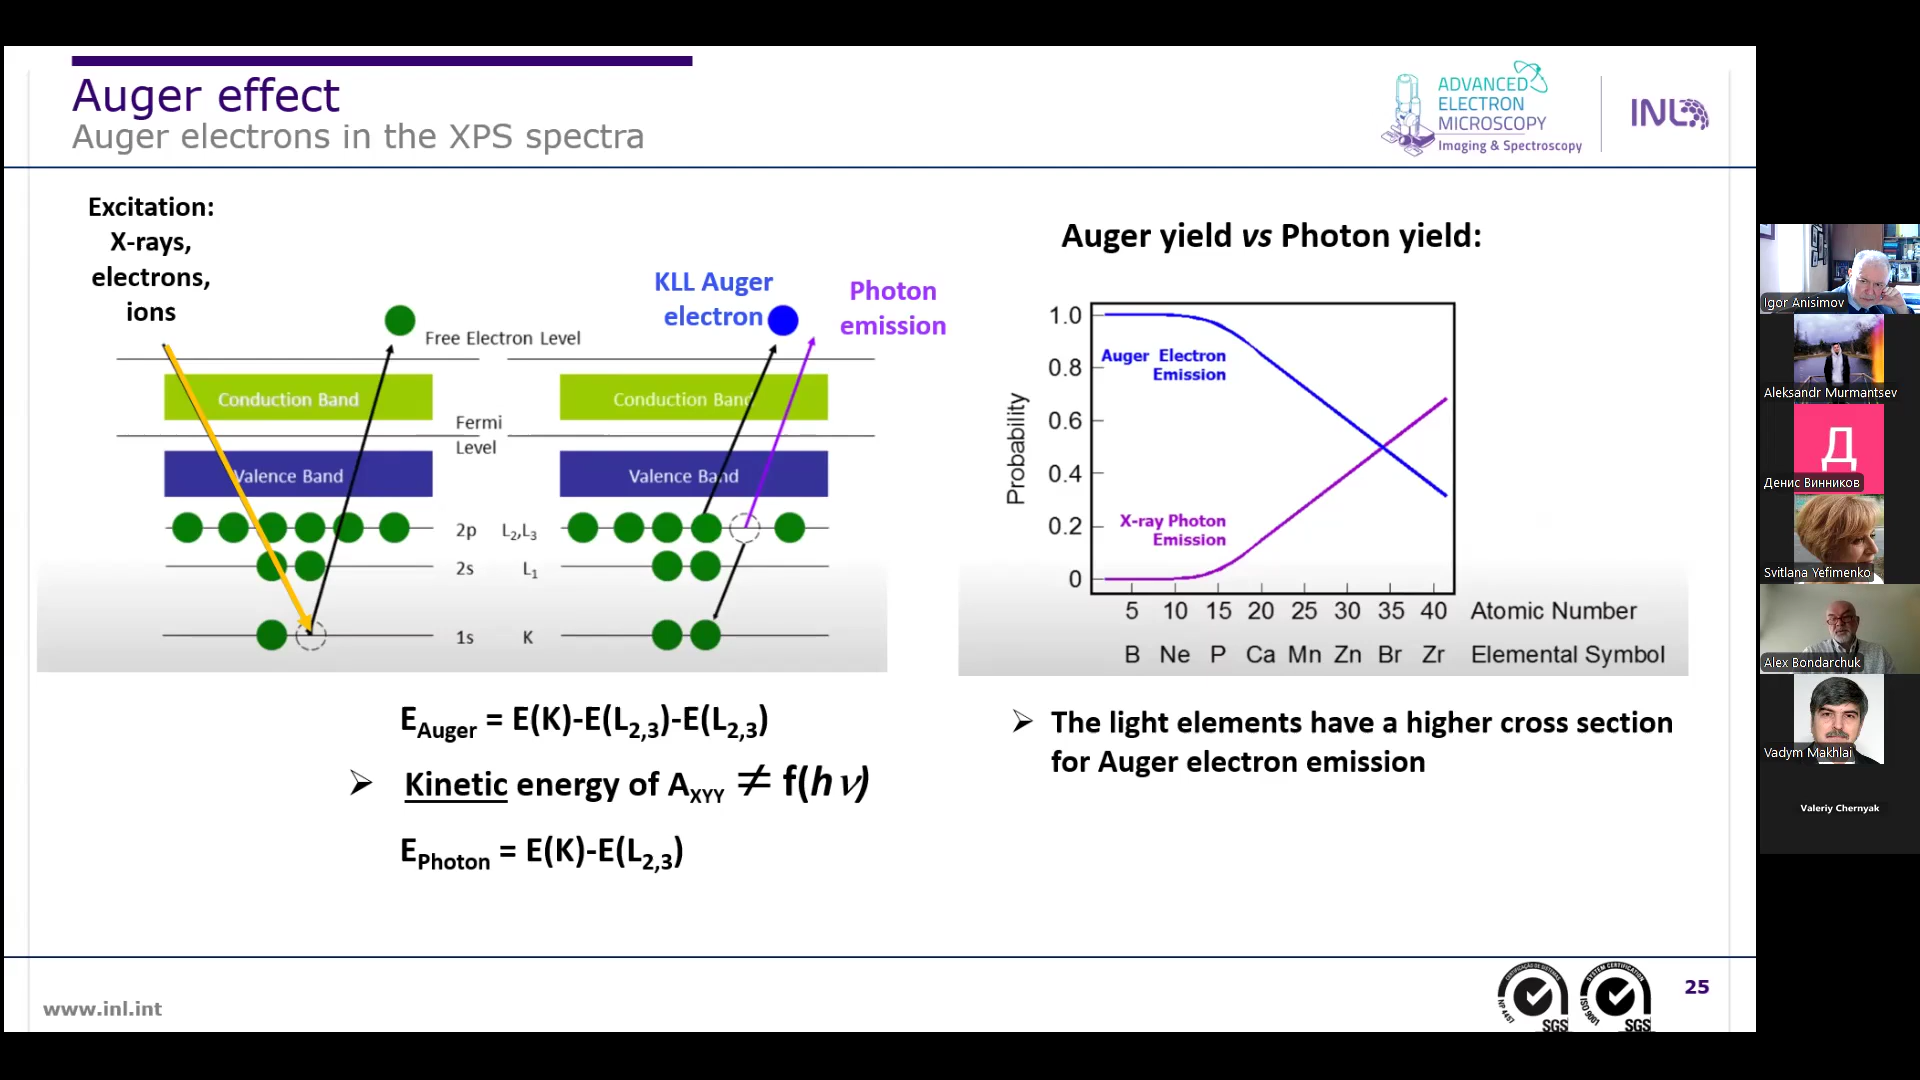 Auger effect
Auger electrons in the XPS spectra
ADVANCED
ELECTRON
MICROSCOPY
Imaging & Spectroscopy
INL
Excitation:
X-rays,
electrons,
ions
Free Electron Level
Conduction Band
Fermi
Level
Valence Band
2p L2,L3
2s L1
1s K
KLL Auger
electron
Photon
emission
Conduction Band
Valence Band
EAuger = E(K)-E(L2,3)-E(L2,3)
➢ Kinetic energy of AXYY ≠ f(hν)
EPhoton = E(K)-E(L2,3)
Auger yield vs Photon yield:
Probability
1.0
0.8
0.6
0.4
0.2
0
Auger Electron
Emission
X-ray Photon
Emission
5 10 15 20 25 30 35 40 Atomic Number
B Ne P Ca Mn Zn Br Zr Elemental Symbol
➢ The light elements have a higher cross section
for Auger electron emission
www.inl.int
NP 4457
SGS
SYSTEM CERTIFICATION
ISO 9001
SGS
25
Igor Anisimov
Aleksandr Murmantsev
Д
Денис Винников
Svitlana Yefimenko
Alex Bondarchuk
Vadym Makhlai
Valeriy Chernyak